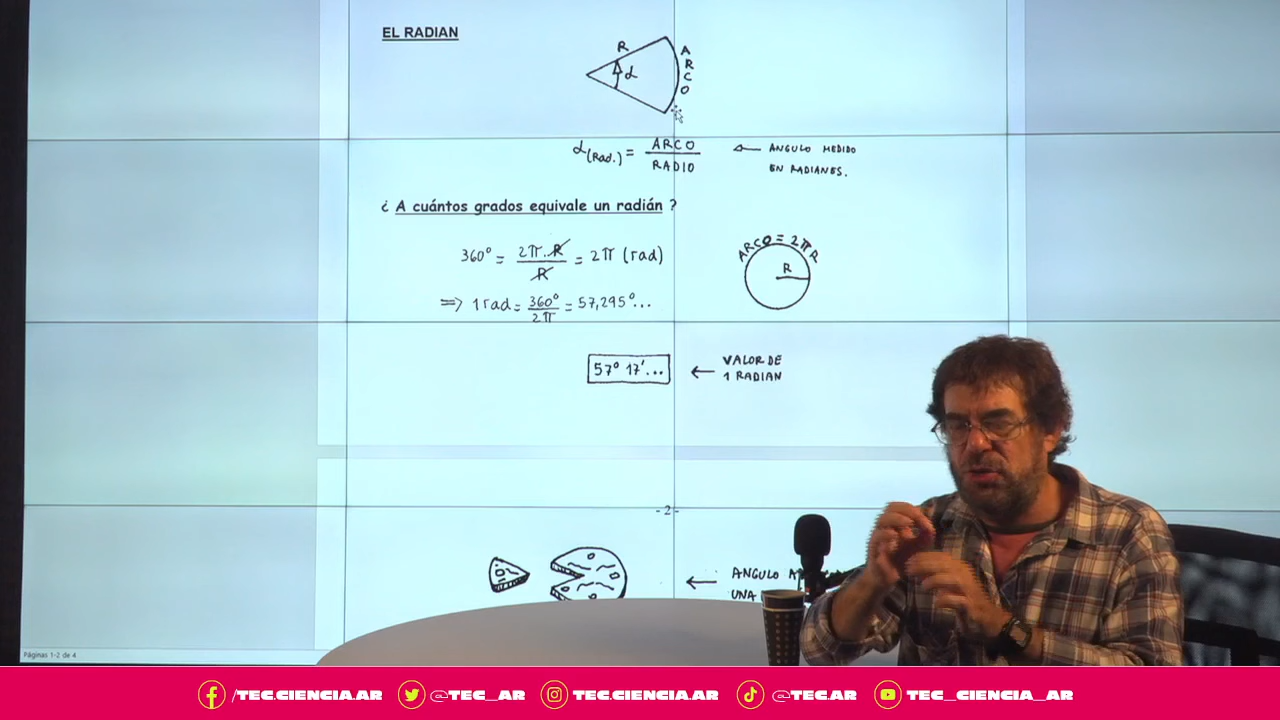 EL RADIAN
R
α
ARCO
α(Rad.) = ARCO / RADIO
ANGULO MEDIDO
EN RADIANES.
¿ A cuántos grados equivale un radián ?
360° = 2π.R / R = 2π (rad)
ARCO = 2πR
R
⇒ 1 rad = 360° / 2π = 57,295°...
57° 17'...
← VALOR DE
1 RADIAN
- 2 -
← ANGULO
UNA
Páginas 1-2 de 4
/TEC.CIENCIA.AR
@TEC_AR
TEC.CIENCIA.AR
@TEC.AR
TEC_CIENCIA_AR